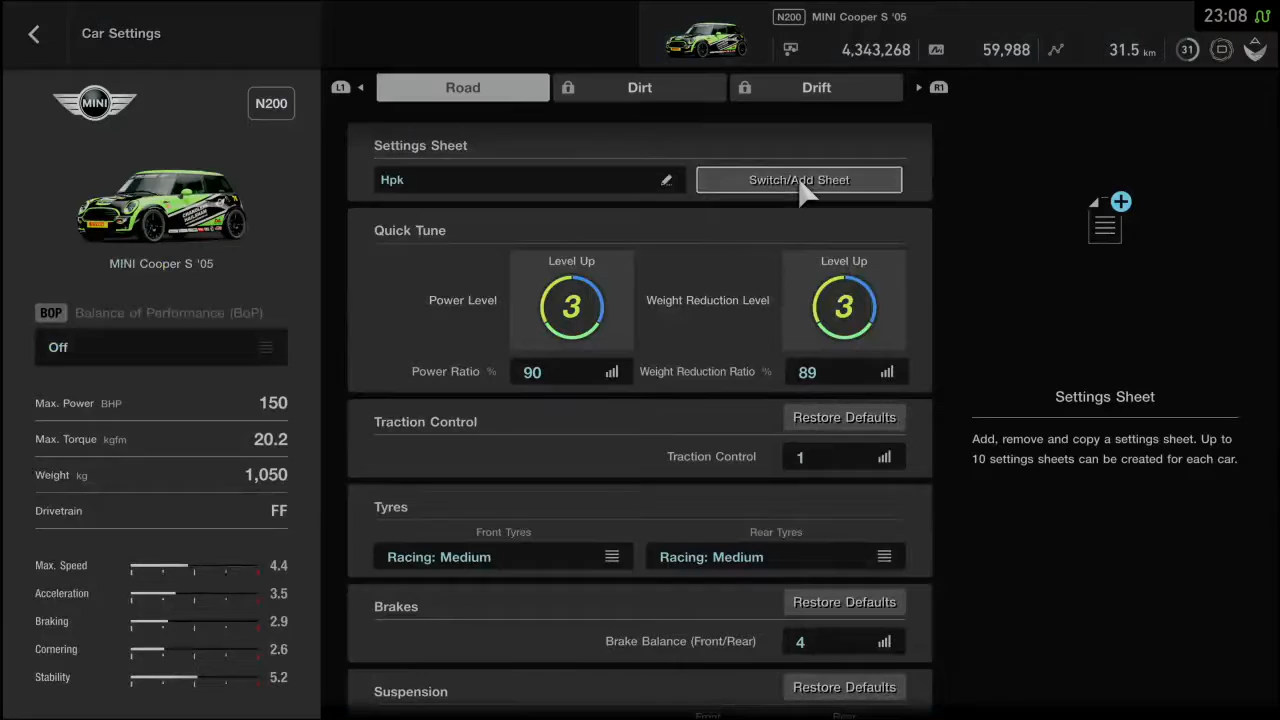 Car Settings
N200 MINI Cooper S '05
4,343,268 59,988 31.5 km 31
23:08
MINI
N200
MINI Cooper S '05
BOP Balance of Performance (BoP)
Off
Max. Power BHP 150
Max. Torque kgfm 20.2
Weight kg 1,050
Drivetrain FF
Max. Speed 4.4
Acceleration 3.5
Braking 2.9
Cornering 2.6
Stability 5.2
L1 Road Dirt Drift R1
Settings Sheet
Hpk Switch/Add Sheet
Quick Tune
Level Up Level Up
Power Level 3 Weight Reduction Level 3
Power Ratio % 90 Weight Reduction Ratio % 89
Traction Control Restore Defaults
Traction Control 1
Tyres
Front Tyres Rear Tyres
Racing: Medium Racing: Medium
Brakes Restore Defaults
Brake Balance (Front/Rear) 4
Suspension Restore Defaults
Front Rear
Settings Sheet
Add, remove and copy a settings sheet. Up to
10 settings sheets can be created for each car.